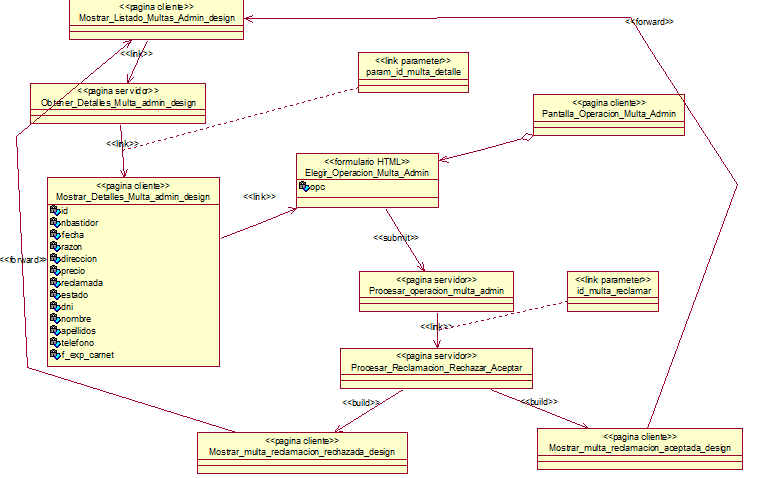 <<pagina cliente>>
Mostrar_Listado_Multas_Admin_design
<<forward>>
<<link>>
<<link parameter>>
param_id_multa_detalle
<<pagina servidor>>
Obtener_Detalles_Multa_admin_design
<<pagina cliente>>
Pantalla_Operacion_Multa_Admin
<<link>>
<<formulario HTML>>
Elegir_Operacion_Multa_Admin
opc
<<pagina cliente>>
Mostrar_Detalles_Multa_admin_design
id
nbastidor
fecha
razon
direccion
precio
reclamada
estado
dni
nombre
apellidos
telefono
f_exp_carnet
<<link>>
<<submit>>
<<forward>>
<<pagina servidor>>
Procesar_operacion_multa_admin
<<link parameter>>
id_multa_reclamar
<<link>>
<<pagina servidor>>
Procesar_Reclamacion_Rechazar_Aceptar
<<build>>
<<build>>
<<pagina cliente>>
Mostrar_multa_reclamacion_rechazada_design
<<pagina cliente>>
Mostrar_multa_reclamacion_aceptada_design